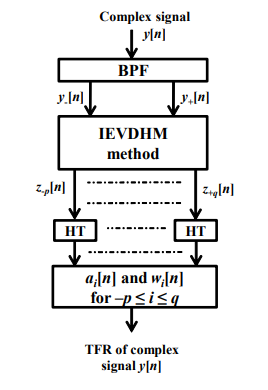 Complex signal
y[n]
BPF
y₋[n] y₊[n]
IEVDHM
method
z₋ₚ[n] z₊q[n]
HT HT
aᵢ[n] and wᵢ[n]
for –p ≤ i ≤ q
TFR of complex
signal y[n]